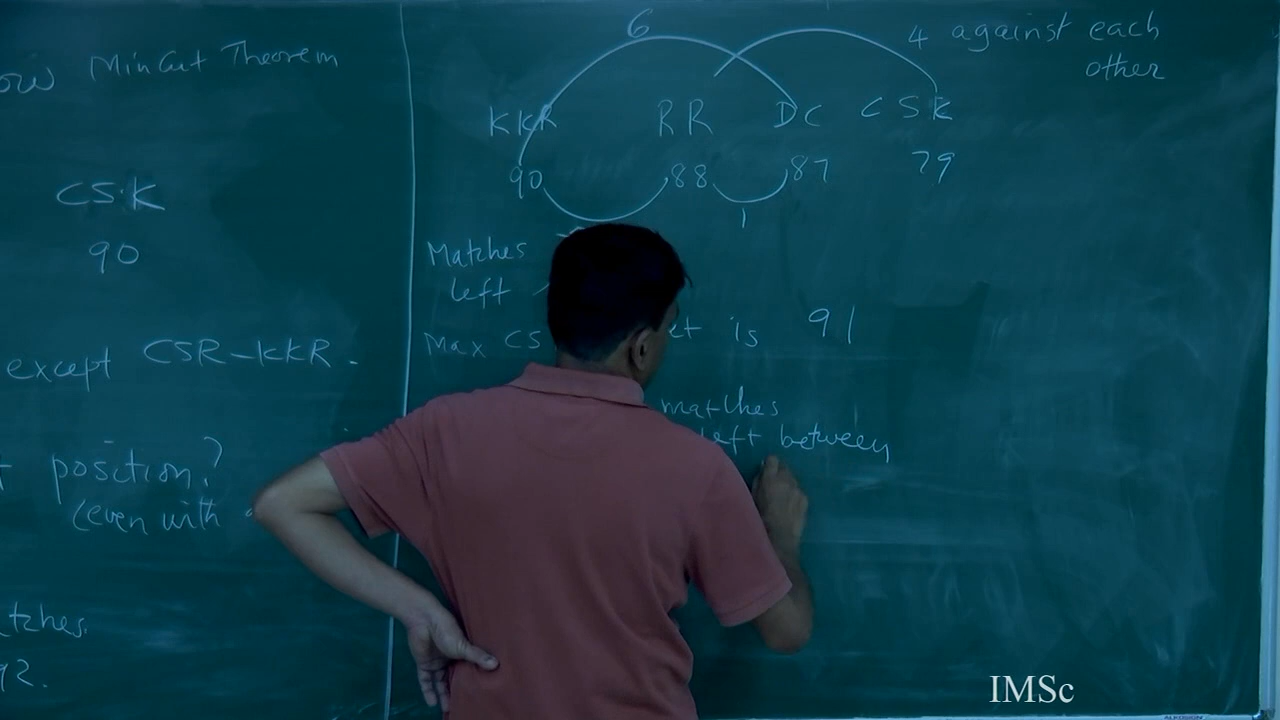 ow MinCut Theorem
CSK
90
except CSR-KKR.
position?
(even with
tches.
92.
6
4 against each
other
KKR RR DC CSK
90 88 87 79
1
Matches
left
Max CS et is 91
matches
left between
IMSc